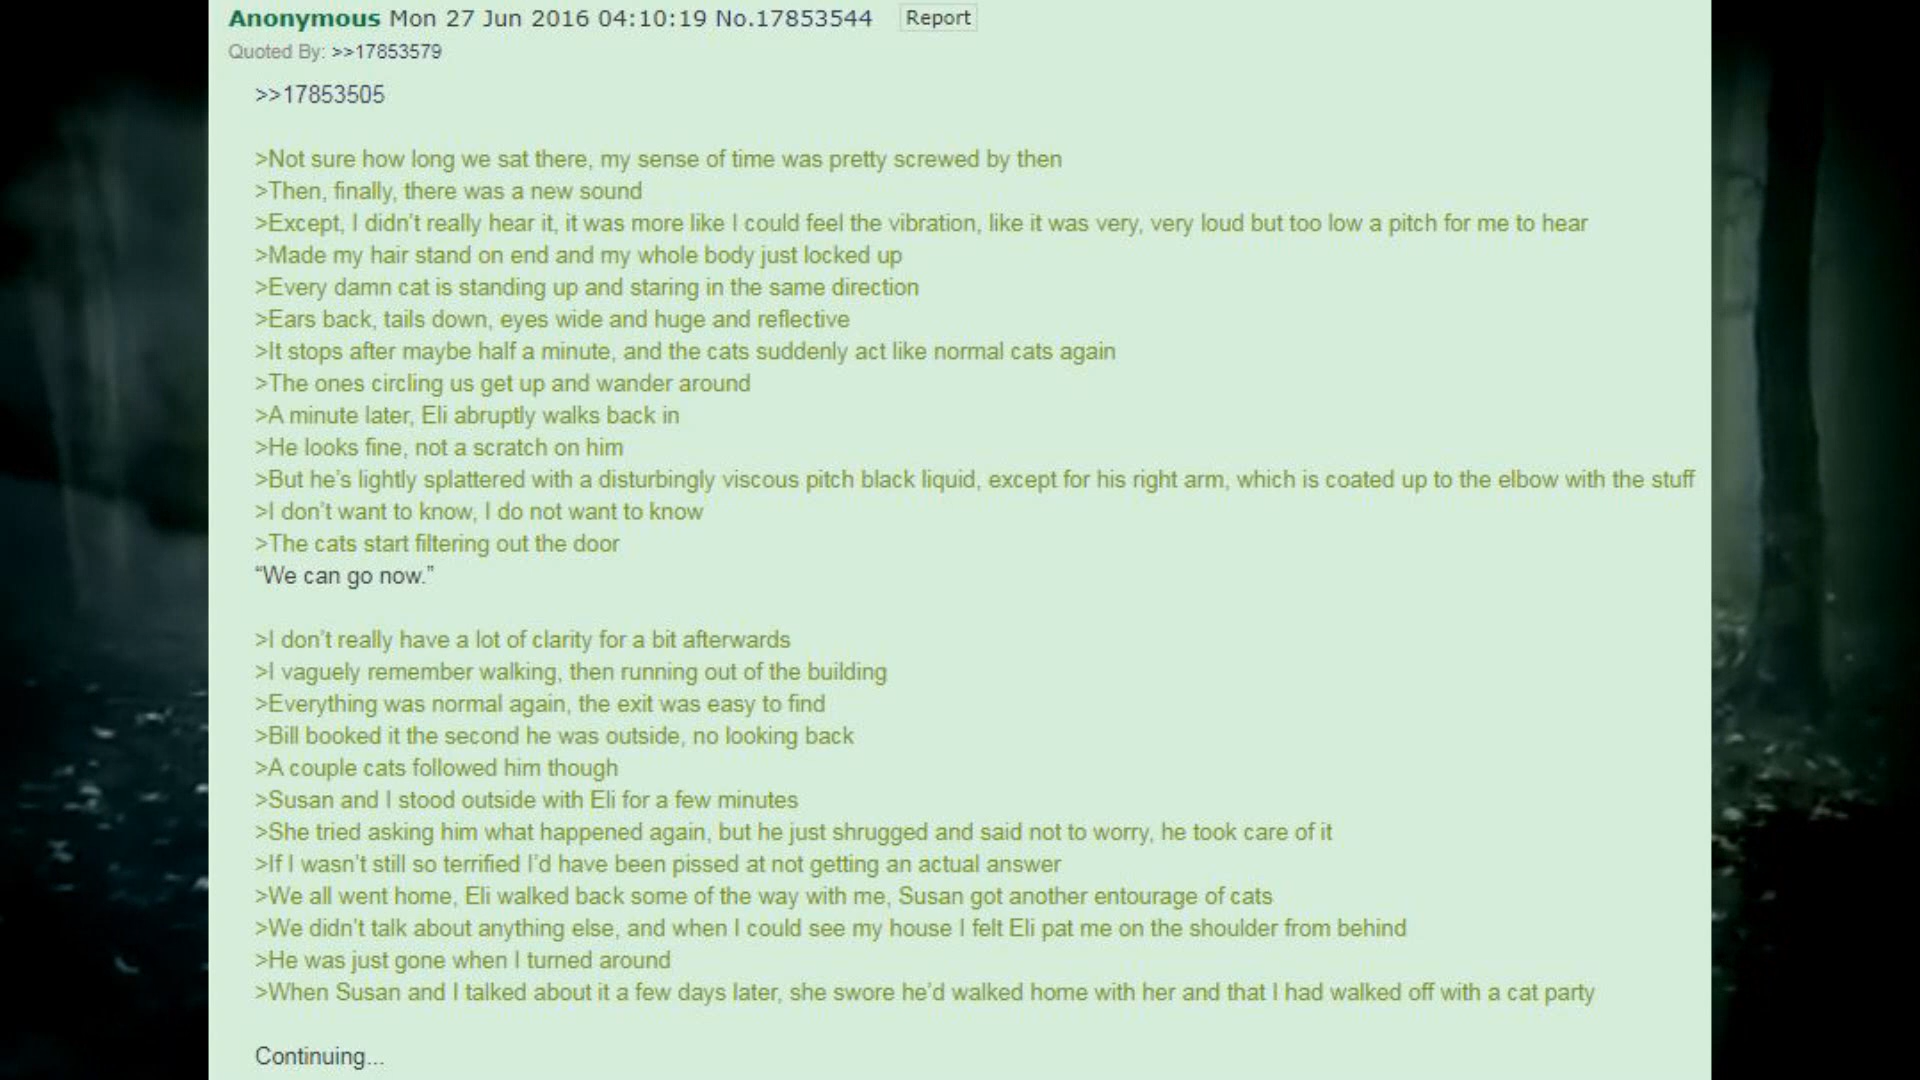 Anonymous Mon 27 Jun 2016 04:10:19 No.17853544 Report
Quoted By: >>17853579
>>17853505
>Not sure how long we sat there, my sense of time was pretty screwed by then
>Then, finally, there was a new sound
>Except, I didn’t really hear it, it was more like I could feel the vibration, like it was very, very loud but too low a pitch for me to hear
>Made my hair stand on end and my whole body just locked up
>Every damn cat is standing up and staring in the same direction
>Ears back, tails down, eyes wide and huge and reflective
>It stops after maybe half a minute, and the cats suddenly act like normal cats again
>The ones circling us get up and wander around
>A minute later, Eli abruptly walks back in
>He looks fine, not a scratch on him
>But he’s lightly splattered with a disturbingly viscous pitch black liquid, except for his right arm, which is coated up to the elbow with the stuff
>I don’t want to know, I do not want to know
>The cats start filtering out the door
“We can go now.”
>I don’t really have a lot of clarity for a bit afterwards
>I vaguely remember walking, then running out of the building
>Everything was normal again, the exit was easy to find
>Bill booked it the second he was outside, no looking back
>A couple cats followed him though
>Susan and I stood outside with Eli for a few minutes
>She tried asking him what happened again, but he just shrugged and said not to worry, he took care of it
>If I wasn’t still so terrified I’d have been pissed at not getting an actual answer
>We all went home, Eli walked back some of the way with me, Susan got another entourage of cats
>We didn’t talk about anything else, and when I could see my house I felt Eli pat me on the shoulder from behind
>He was just gone when I turned around
>When Susan and I talked about it a few days later, she swore he’d walked home with her and that I had walked off with a cat party
Continuing...